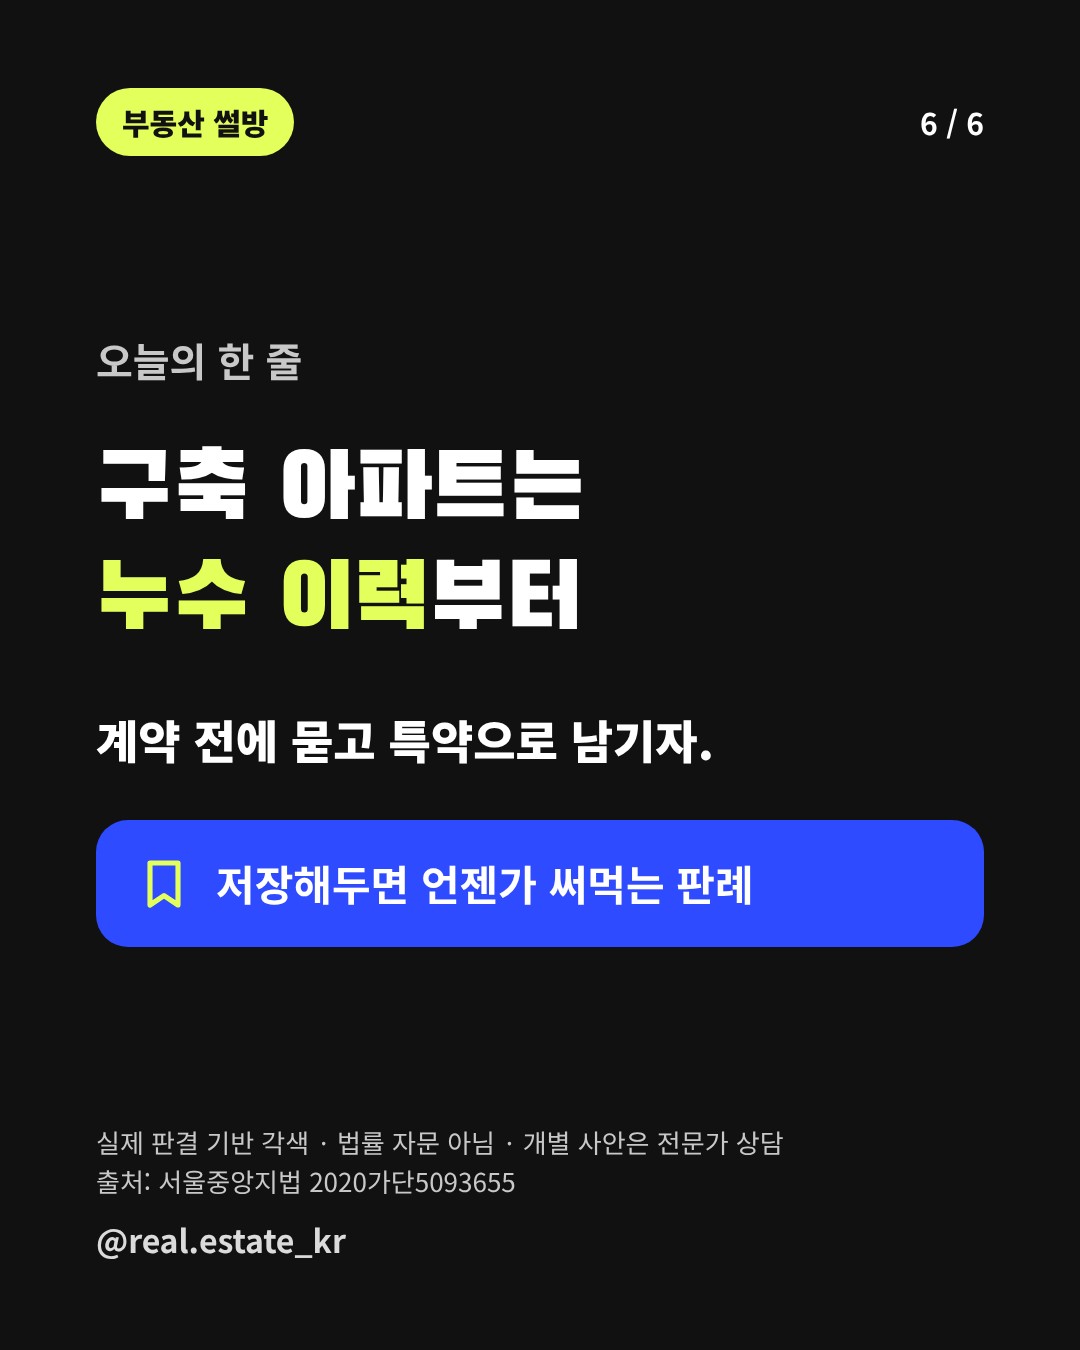 부동산 썰방
6 / 6
오늘의 한 줄
구축 아파트는
누수 이력부터
계약 전에 묻고 특약으로 남기자.
저장해두면 언젠가 써먹는 판례
실제 판결 기반 각색 · 법률 자문 아님 · 개별 사안은 전문가 상담
출처: 서울중앙지법 2020가단5093655
@real.estate_kr